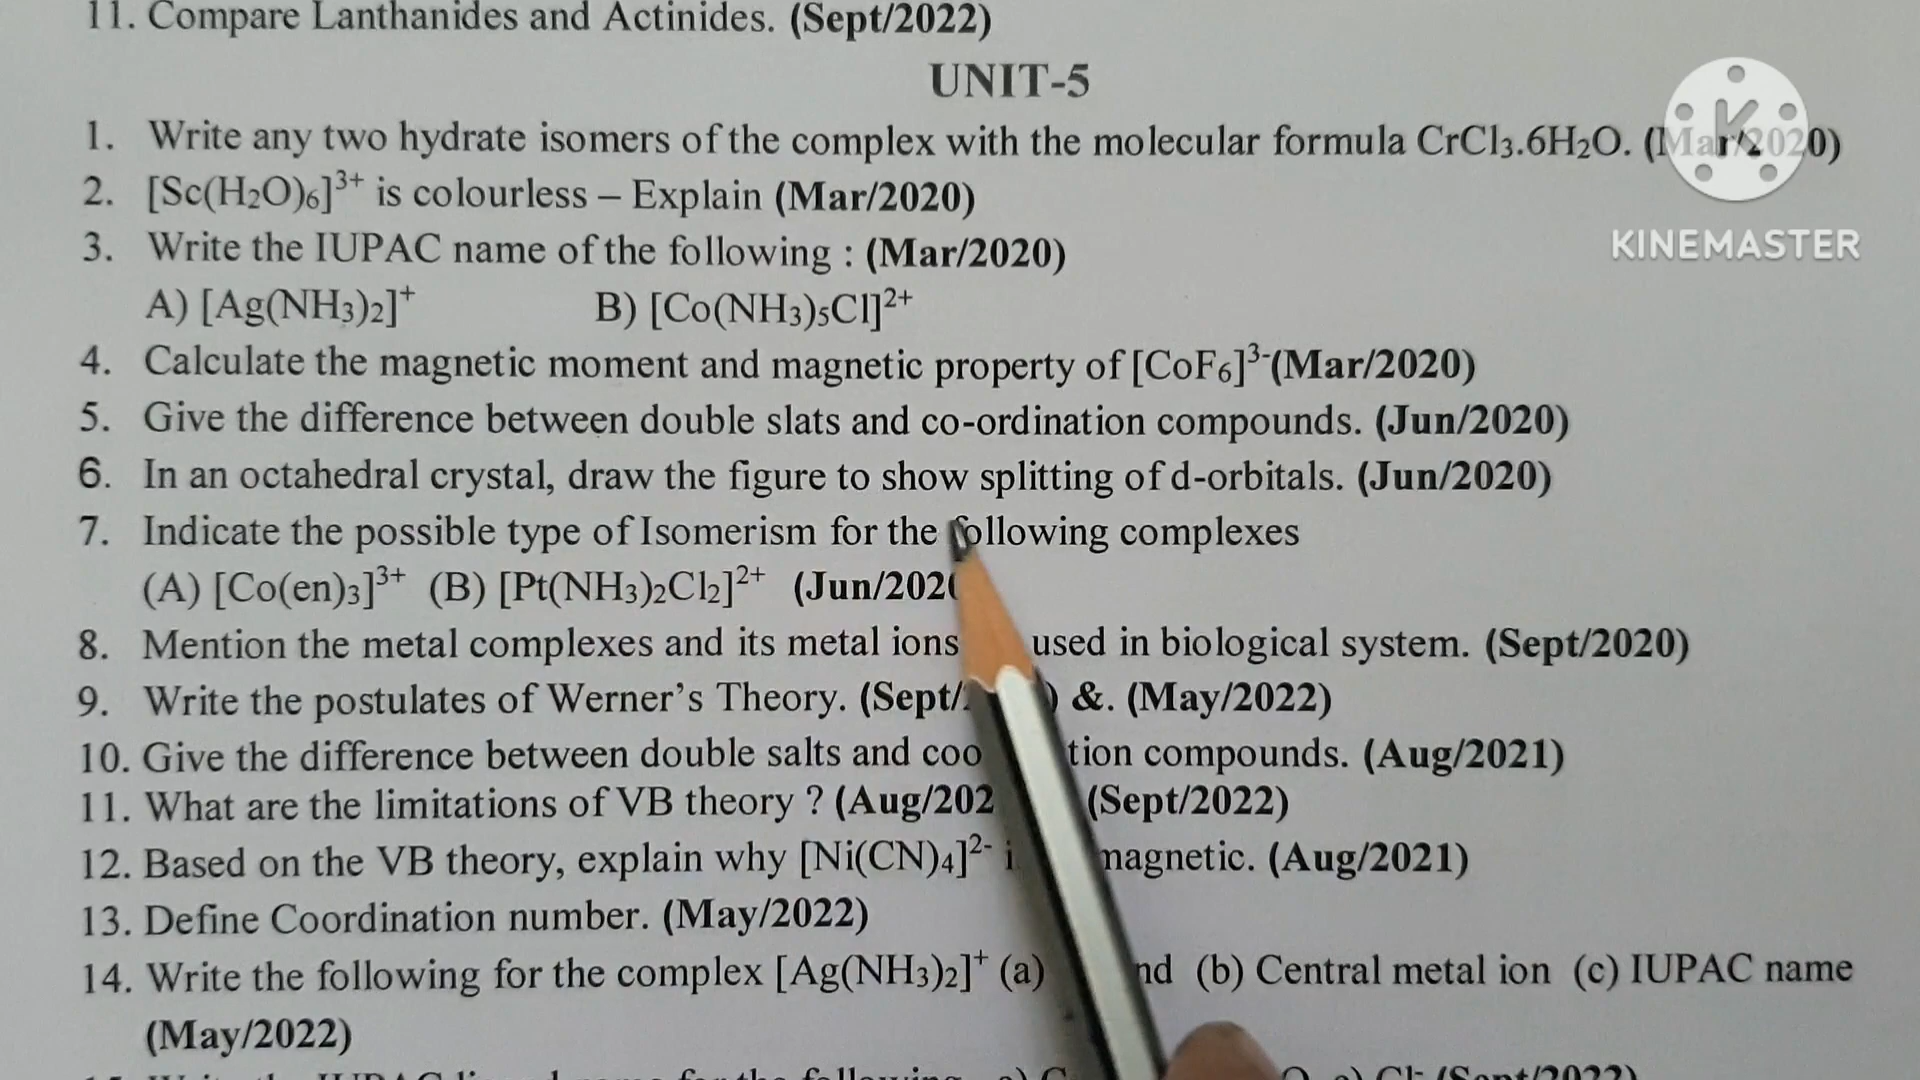 11. Compare Lanthanides and Actinides. (Sept/2022)
UNIT-5
1. Write any two hydrate isomers of the complex with the molecular formula CrCl3.6H2O. (Mar/2020)
2. [Sc(H2O)6]3+ is colourless – Explain (Mar/2020)
3. Write the IUPAC name of the following : (Mar/2020)
A) [Ag(NH3)2]+ B) [Co(NH3)5Cl]2+
4. Calculate the magnetic moment and magnetic property of [CoF6]3-(Mar/2020)
5. Give the difference between double slats and co-ordination compounds. (Jun/2020)
6. In an octahedral crystal, draw the figure to show splitting of d-orbitals. (Jun/2020)
7. Indicate the possible type of Isomerism for the following complexes
(A) [Co(en)3]3+ (B) [Pt(NH3)2Cl2]2+ (Jun/202
8. Mention the metal complexes and its metal ions used in biological system. (Sept/2020)
9. Write the postulates of Werner's Theory. (Sept/ ) &. (May/2022)
10. Give the difference between double salts and coo tion compounds. (Aug/2021)
11. What are the limitations of VB theory ? (Aug/202 (Sept/2022)
12. Based on the VB theory, explain why [Ni(CN)4]2- magnetic. (Aug/2021)
13. Define Coordination number. (May/2022)
14. Write the following for the complex [Ag(NH3)2]+ (a) nd (b) Central metal ion (c) IUPAC name
(May/2022)
KINEMASTER